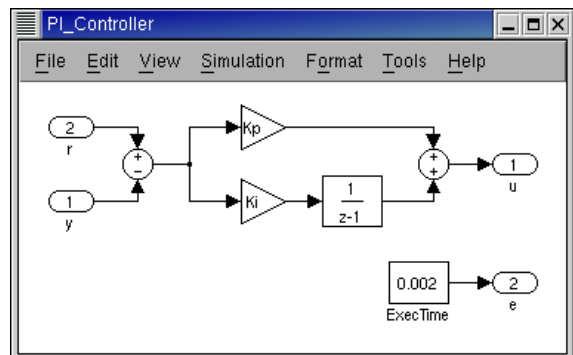 PI_Controller
File Edit View Simulation Format Tools Help
2
r
+
−
1
y
Kp
Ki
1
z-1
+
+
1
u
0.002
ExecTime
2
e